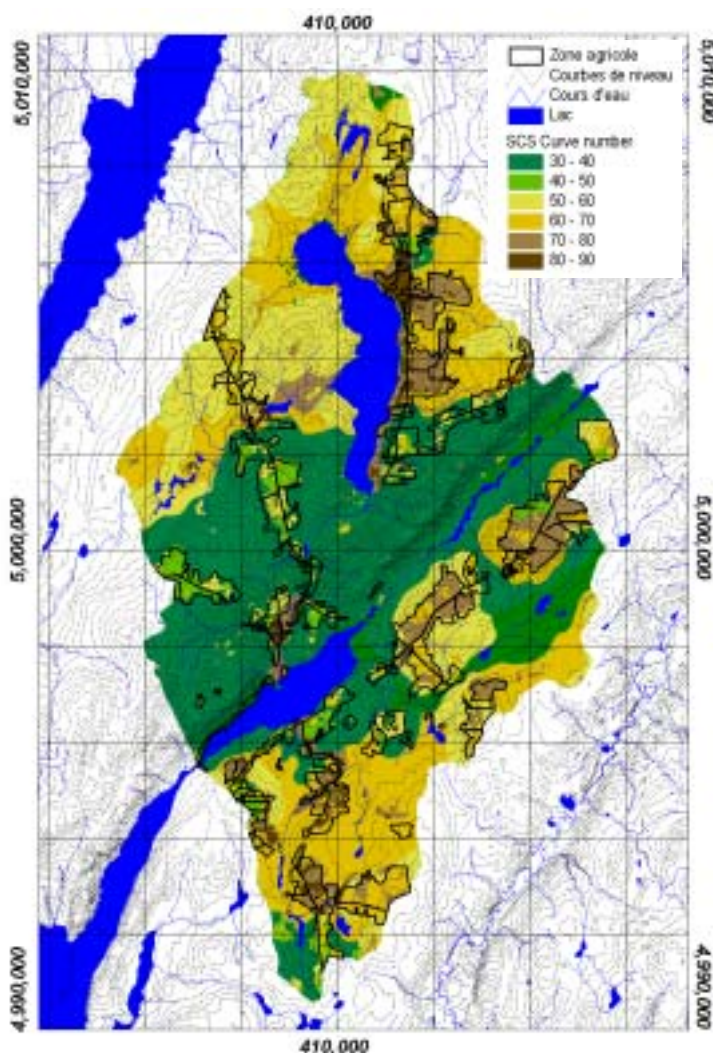 410,000
5,010,000
5,010,000
Zone agricole
Courbes de niveau
Cours d'eau
Lac
SCS Curve number
30 - 40
40 - 50
50 - 60
60 - 70
70 - 80
80 - 90
5,000,000
5,000,000
4,990,000
4,990,000
410,000